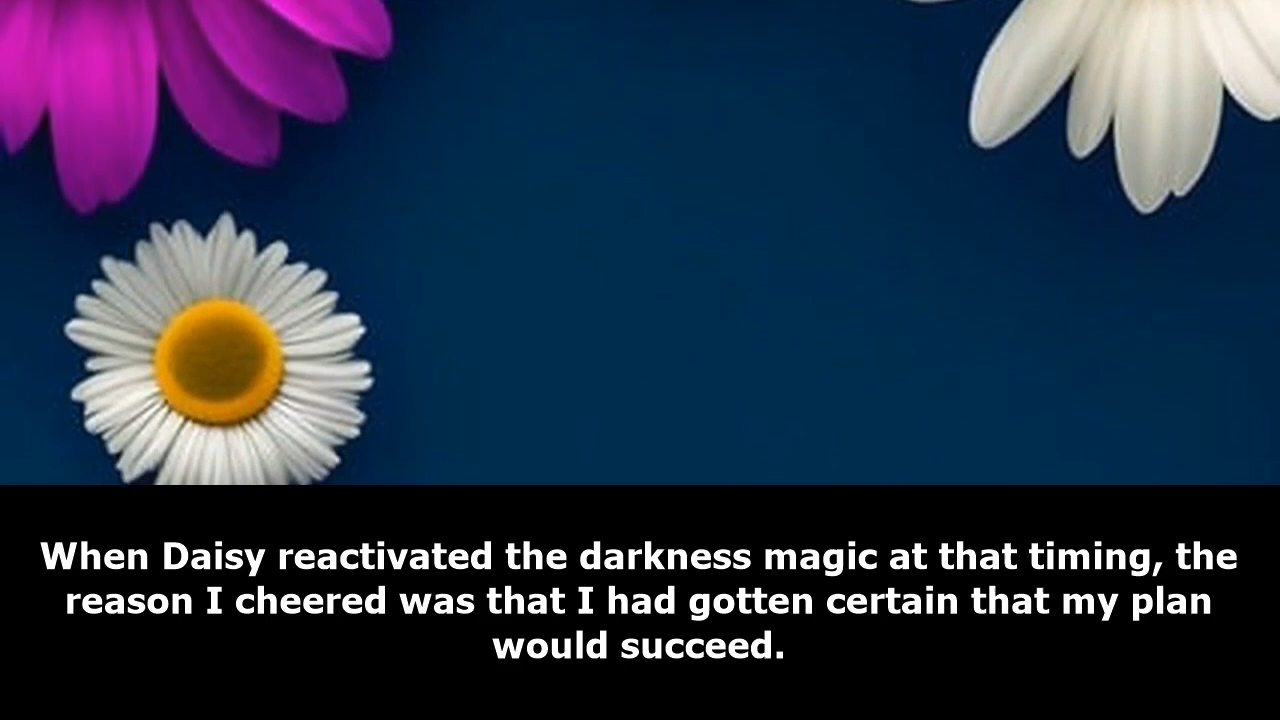 When Daisy reactivated the darkness magic at that timing, the
reason I cheered was that I had gotten certain that my plan
would succeed.